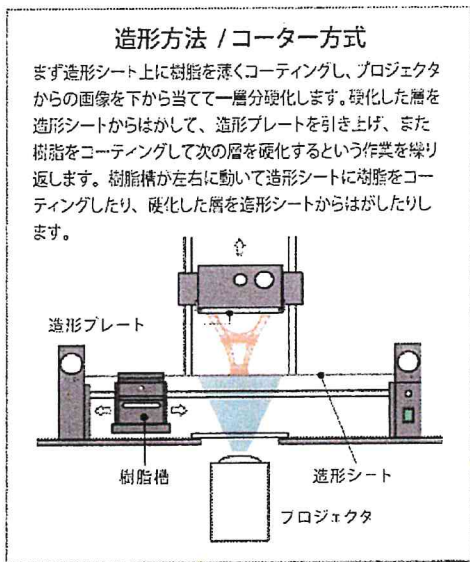 造形方法 / コーター方式
まず造形シート上に樹脂を薄くコーティングし、プロジェクタ
からの画像を下から当てて一層分硬化します。硬化した層を
造形シートからはがして、造形プレートを引き上げ、また
樹脂をコーティングして次の層を硬化するという作業を繰り
返します。樹脂槽が左右に動いて造形シートに樹脂をコー
ティングしたり、硬化した層を造形シートからはがしたりし
ます。
造形プレート
樹脂槽
造形シート
プロジェクタ